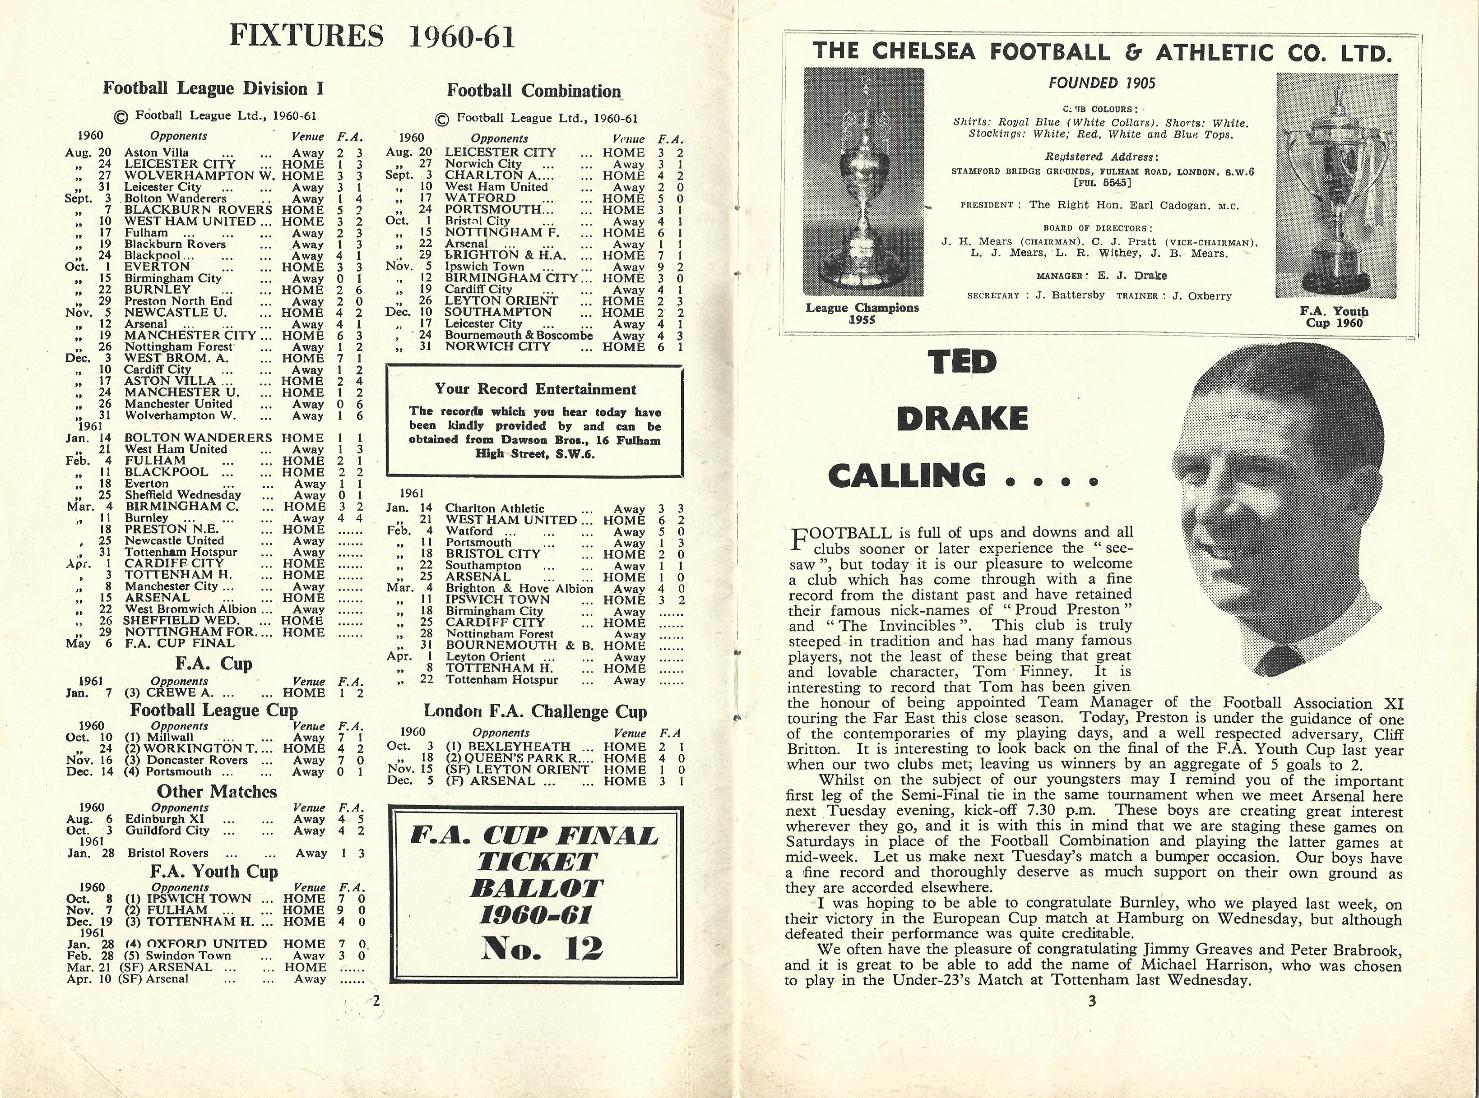 FIXTURES 1960-61
Football League Division I
© Football League Ltd., 1960-61
1960 Opponents Venue F. A.
Aug. 20 Aston Villa ... ... Away 2 3
„ 24 LEICESTER CITY ... HOME 1 3
„ 27 WOLVERHAMPTON W. HOME 3 3
„ 31 Leicester City ... ... Away 3 1
Sept. 3 Bolton Wanderers ... Away 1 4
„ 7 BLACKBURN ROVERS HOME 5 2
„ 10 WEST HAM UNITED ... HOME 3 2
„ 17 Fulham ... ... Away 2 3
„ 19 Blackburn Rovers ... Away 1 3
„ 24 Blackpool ... ... Away 4 1
Oct. 1 EVERTON ... ... HOME 3 3
„ 15 Birmingham City ... Away 0 1
„ 22 BURNLEY ... ... HOME 2 6
„ 29 Preston North End ... Away 2 0
Nov. 5 NEWCASTLE U. ... HOME 4 2
„ 12 Arsenal ... ... ... Away 4 1
„ 19 MANCHESTER CITY ... HOME 6 3
„ 26 Nottingham Forest ... Away 1 2
Dec. 3 WEST BROM. A. ... HOME 7 1
„ 10 Cardiff City ... ... Away 1 2
„ 17 ASTON VILLA ... ... HOME 2 4
„ 24 MANCHESTER U. ... HOME 1 2
„ 26 Manchester United ... Away 0 6
„ 31 Wolverhampton W. ... Away 1 6
1961
Jan. 14 BOLTON WANDERERS HOME 1 1
„ 21 West Ham United ... Away 1 3
Feb. 4 FULHAM ... ... HOME 2 1
„ 11 BLACKPOOL ... ... HOME 2 2
„ 18 Everton ... ... Away 1 1
„ 25 Sheffield Wednesday ... Away 0 1
Mar. 4 BIRMINGHAM C. ... HOME 3 2
„ 11 Burnley ... ... ... Away 4 4
18 PRESTON N.E. ... HOME ......
„ 25 Newcastle United ... Away ......
„ 31 Tottenham Hotspur ... Away ......
Apr. 1 CARDIFF CITY ... HOME ......
„ 3 TOTTENHAM H. ... HOME ......
„ 8 Manchester City ... ... Away ......
„ 15 ARSENAL ... ... HOME ......
„ 22 West Bromwich Albion ... Away ......
„ 26 SHEFFIELD WED. ... HOME ......
„ 29 NOTTINGHAM FOR. ... HOME ......
May 6 F.A. CUP FINAL
F.A. Cup
1961 Opponents Venue F. A.
Jan. 7 (3) CREWE A. ... ... HOME 1 2
Football League Cup
1960 Opponents Venue F. A.
Oct. 10 (1) Millwall ... ... Away 7 1
„ 24 (2) WORKINGTON T. ... HOME 4 2
Nov. 16 (3) Doncaster Rovers ... Away 7 0
Dec. 14 (4) Portsmouth ... ... Away 0 1
Other Matches
1960 Venue F. A.
Aug. 6 Edinburgh XI ... ... Away 4 5
Oct. 3 Guildford City ... ... Away 4 2
1961
Jan. 28 Bristol Rovers ... ... Away 1 3
F.A. Youth Cup
1960 Opponents Venue F. A.
Oct. 8 (1) IPSWICH TOWN ... HOME 7 0
Nov. 7 (2) FULHAM ... ... HOME 9 0
Dec. 19 (3) TOTTENHAM H. ... HOME 4 0
1961
Jan. 28 (4) OXFORD UNITED HOME 7 0
Feb. 28 (5) Swindon Town ... Away 3 0
Mar. 21 (SF) ARSENAL ... ... HOME ......
Apr. 10 (SF) Arsenal ... ... Away ......
Football Combination
© Football League Ltd., 1960-61
1960 Opponents Venue F. A.
Aug. 20 LEICESTER CITY ... HOME 3 2
„ 27 Norwich City ... ... Away 3 1
Sept. 3 CHARLTON A.... ... HOME 4 2
„ 10 West Ham United ... Away 2 0
„ 17 WATFORD ... ... HOME 5 0
„ 24 PORTSMOUTH... ... HOME 3 1
Oct. 1 Bristol City ... ... Away 4 1
„ 15 NOTTINGHAM F. ... HOME 6 1
„ 22 Arsenal ... ... ... Away 1 1
„ 29 BRIGHTON & H.A. ... HOME 7 1
Nov. 5 Ipswich Town ... ... Away 9 2
„ 12 BIRMINGHAM CITY ... HOME 3 0
„ 19 Cardiff City ... ... Away 4 1
„ 26 LEYTON ORIENT ... HOME 2 3
Dec. 10 SOUTHAMPTON ... HOME 2 2
„ 17 Leicester City ... ... Away 4 1
„ 24 Bournemouth & Boscombe Away 4 3
„ 31 NORWICH CITY ... HOME 6 1
Your Record Entertainment
The records which you hear today have
been kindly provided by and can be
obtained from Dawson Bros., 16 Fulham
High Street, S.W.6.
1961
Jan. 14 Charlton Athletic ... Away 3 3
„ 21 WEST HAM UNITED ... HOME 6 2
Feb. 4 Watford ... ... ... Away 5 0
„ 11 Portsmouth ... ... Away 1 3
„ 18 BRISTOL CITY ... HOME 2 0
„ 22 Southampton ... ... Away 1 1
„ 25 ARSENAL ... ... HOME 1 0
Mar. 4 Brighton & Hove Albion Away 4 0
„ 11 IPSWICH TOWN ... HOME 3 2
„ 18 Birmingham City ... Away ......
„ 25 CARDIFF CITY ... HOME ......
„ 28 Nottingham Forest ... Away ......
„ 31 BOURNEMOUTH & B. HOME ......
Apr. 1 Leyton Orient ... ... Away ......
„ 8 TOTTENHAM H. ... HOME ......
„ 22 Tottenham Hotspur ... Away ......
London F.A. Challenge Cup
1960 Opponents Venue F. A
Oct. 3 (1) BEXLEYHEATH ... HOME 2 1
„ 18 (2) QUEEN'S PARK R.... HOME 4 0
Nov. 15 (SF) LEYTON ORIENT HOME 1 0
Dec. 5 (F) ARSENAL ... ... HOME 3 1
F.A. CUP FINAL
TICKET
BALLOT
1960-61
No. 12
2
THE CHELSEA FOOTBALL & ATHLETIC CO. LTD.
FOUNDED 1905
CLUB COLOURS:
Shirts: Royal Blue (White Collars). Shorts: White.
Stockings: White; Red, White and Blue Tops.
Registered Address:
STAMFORD BRIDGE GROUNDS, FULHAM ROAD, LONDON, S.W.6
[FUL 5545]
PRESIDENT: The Right Hon. Earl Cadogan, M.C.
BOARD OF DIRECTORS:
J. H. Mears (CHAIRMAN), C. J. Pratt (VICE-CHAIRMAN),
L. J. Mears, L. R. Withey, J. B. Mears.
MANAGER: E. J. Drake
SECRETARY: J. Battersby TRAINER: J. Oxberry
League Champions
1955
F.A. Youth
Cup 1960
TED
DRAKE
CALLING . . . .
FOOTBALL is full of ups and downs and all
clubs sooner or later experience the "see-
saw", but today it is our pleasure to welcome
a club which has come through with a fine
record from the distant past and have retained
their famous nick-names of "Proud Preston"
and "The Invincibles". This club is truly
steeped in tradition and has had many famous
players, not the least of these being that great
and lovable character, Tom Finney. It is
interesting to record that Tom has been given
the honour of being appointed Team Manager of the Football Association XI
touring the Far East this close season. Today, Preston is under the guidance of one
of the contemporaries of my playing days, and a well respected adversary, Cliff
Britton. It is interesting to look back on the final of the F.A. Youth Cup last year
when our two clubs met; leaving us winners by an aggregate of 5 goals to 2.
Whilst on the subject of our youngsters may I remind you of the important
first leg of the Semi-Final tie in the same tournament when we meet Arsenal here
next Tuesday evening, kick-off 7.30 p.m. These boys are creating great interest
wherever they go, and it is with this in mind that we are staging these games on
Saturdays in place of the Football Combination and playing the latter games at
mid-week. Let us make next Tuesday's match a bumper occasion. Our boys have
a fine record and thoroughly deserve as much support on their own ground as
they are accorded elsewhere.
I was hoping to be able to congratulate Burnley, who we played last week, on
their victory in the European Cup match at Hamburg on Wednesday, but although
defeated their performance was quite creditable.
We often have the pleasure of congratulating Jimmy Greaves and Peter Brabrook,
and it is great to be able to add the name of Michael Harrison, who was chosen
to play in the Under-23's Match at Tottenham last Wednesday.
3